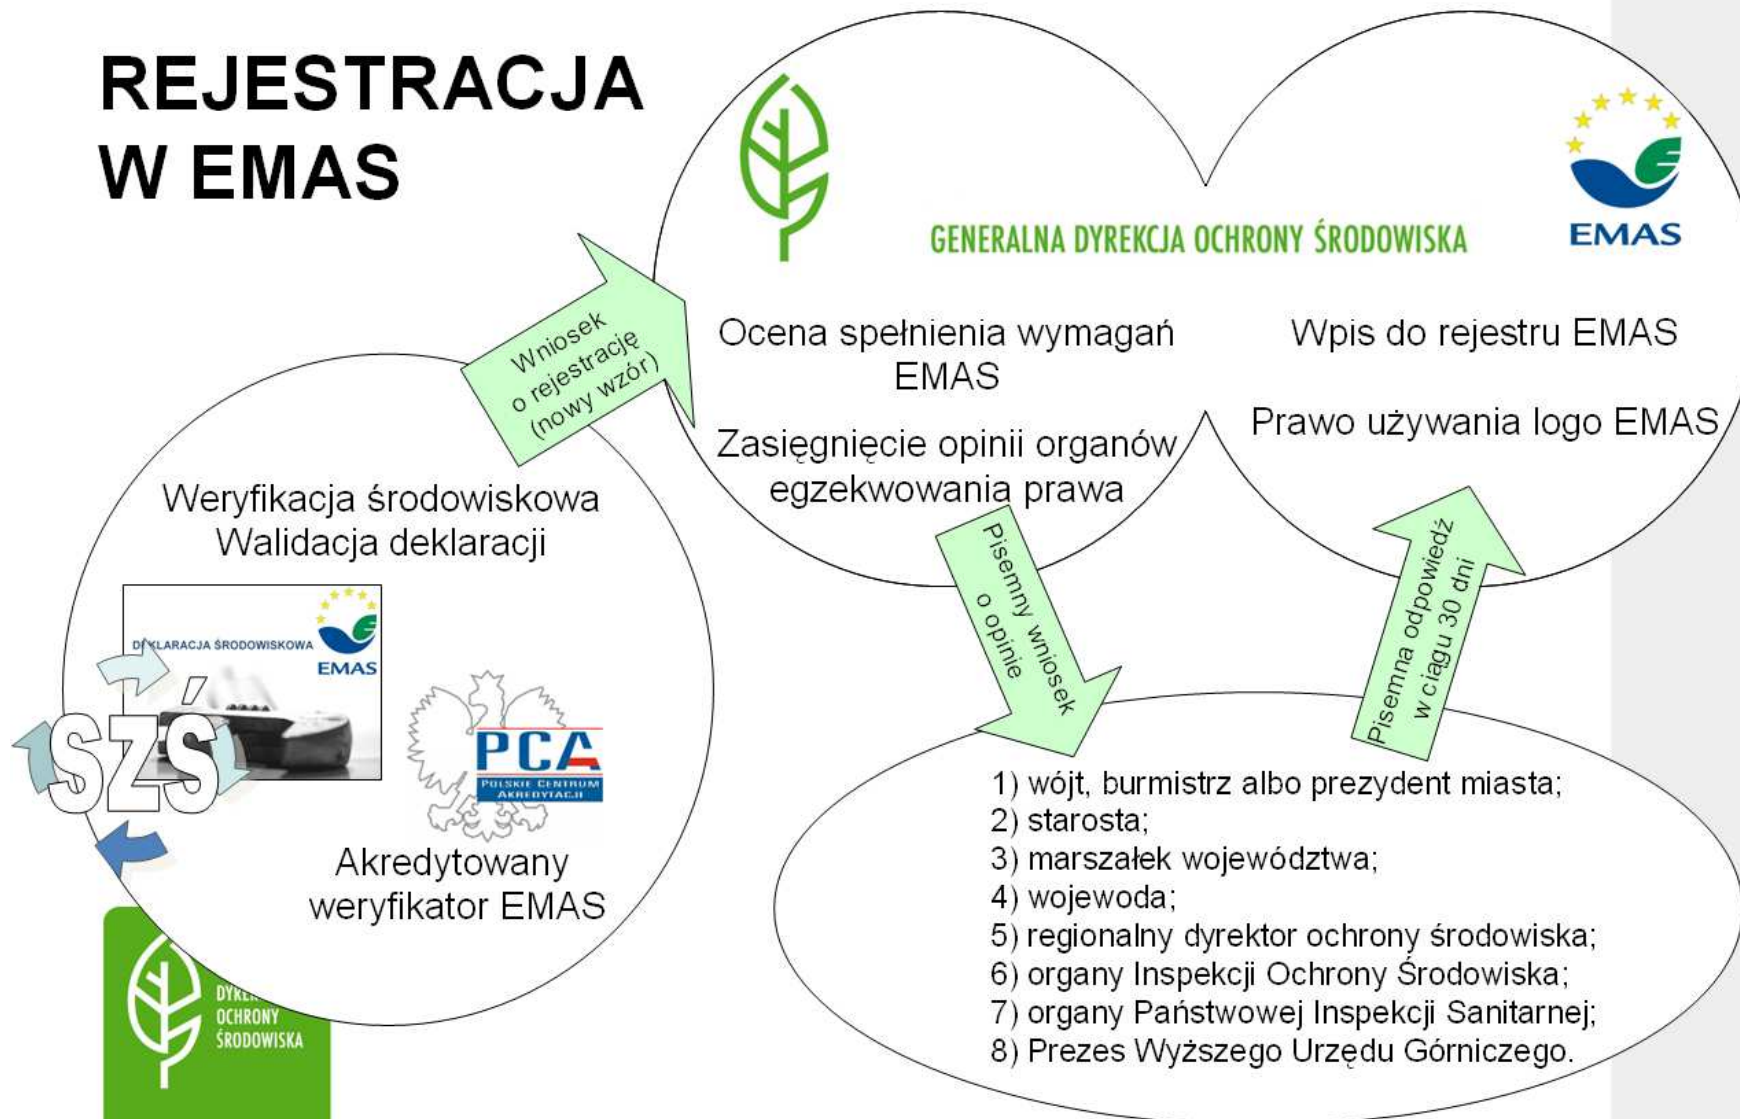 REJESTRACJA
W EMAS
GENERALNA DYREKCJA OCHRONY ŚRODOWISKA
EMAS
Wniosek
o rejestrację
(nowy wzór)
Ocena spełnienia wymagań
EMAS
Zasięgnięcie opinii organów
egzekwowania prawa
Wpis do rejestru EMAS
Prawo używania logo EMAS
Weryfikacja środowiskowa
Walidacja deklaracji
DEKLARACJA ŚRODOWISKOWA
EMAS
SZŚ
PCA
POLSKIE CENTRUM
AKREDYTACJI
Akredytowany
weryfikator EMAS
Pisemny wniosek
o opinie
Pisemna odpowiedź
w ciągu 30 dni
1) wójt, burmistrz albo prezydent miasta;
2) starosta;
3) marszałek województwa;
4) wojewoda;
5) regionalny dyrektor ochrony środowiska;
6) organy Inspekcji Ochrony Środowiska;
7) organy Państwowej Inspekcji Sanitarnej;
8) Prezes Wyższego Urzędu Górniczego.
OCHRONY
ŚRODOWISKA